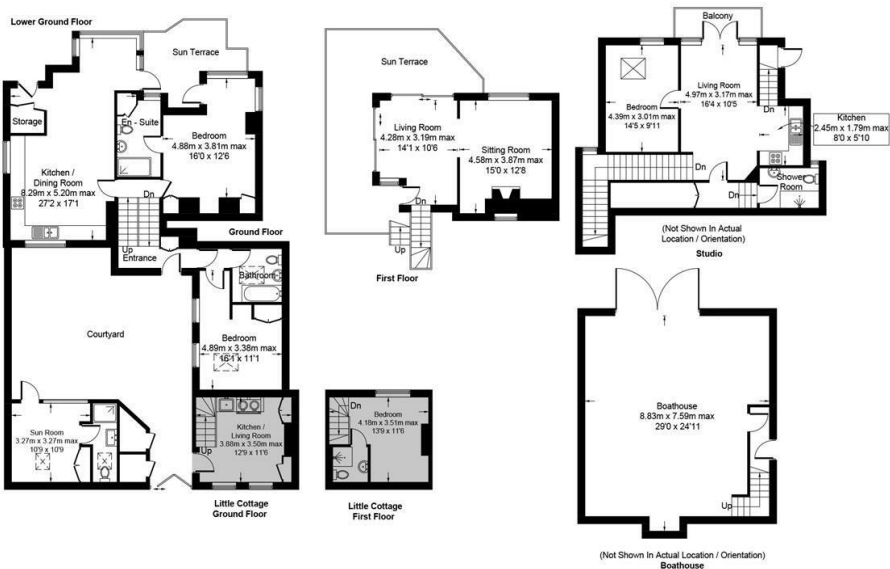 Lower Ground Floor
Sun Terrace
Storage
En - Suite
Bedroom
4.88m x 3.81m max
16'0 x 12'6
Kitchen /
Dining Room
8.29m x 5.20m max
27'2 x 17'1
Dn
Ground Floor
Up
Entrance
Bathroom
Courtyard
Bedroom
4.89m x 3.38m max
16'1 x 11'1
Sun Room
3.27m x 3.27m max
10'9 x 10'9
Kitchen /
Living Room
3.88m x 3.50m max
12'9 x 11'6
Up
Little Cottage
Ground Floor
Sun Terrace
Living Room
4.28m x 3.19m max
14'1 x 10'6
Sitting Room
4.58m x 3.87m max
15'0 x 12'8
Dn
Up
First Floor
Dn
Bedroom
4.18m x 3.51m max
13'9 x 11'6
Little Cottage
First Floor
Balcony
Living Room
4.97m x 3.17m max
16'4 x 10'5
Dn
Bedroom
4.39m x 3.01m max
14'5 x 9'11
Kitchen
2.45m x 1.79m max
8'0 x 5'10
Dn
Shower
Room
Dn
(Not Shown In Actual
Location / Orientation)
Studio
Boathouse
8.83m x 7.59m max
29'0 x 24'11
Up
(Not Shown In Actual Location / Orientation)
Boathouse